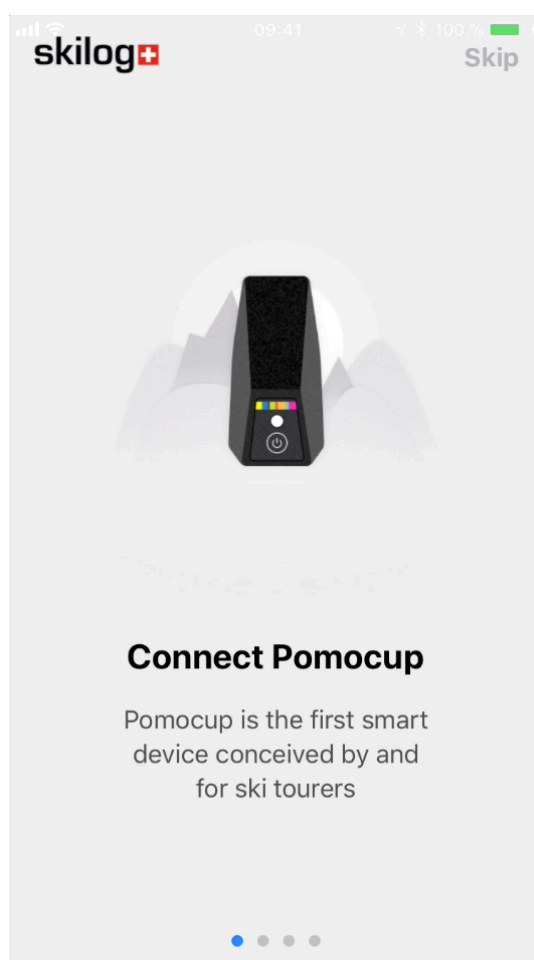 09:41 100 %
skilog
Skip
Connect Pomocup
Pomocup is the first smart
device conceived by and
for ski tourers